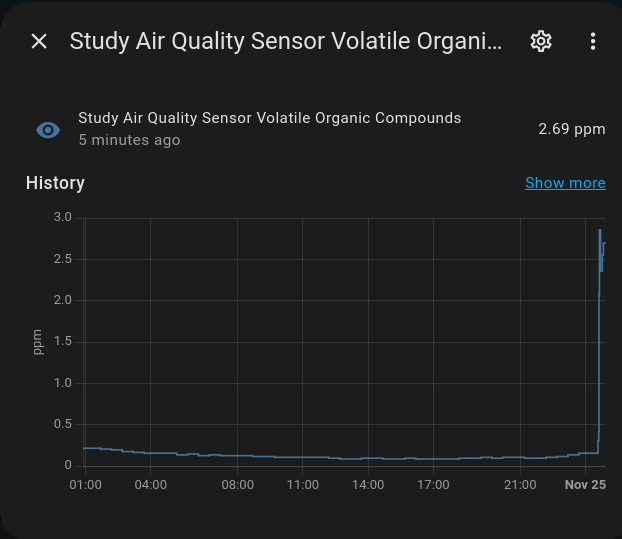 Study Air Quality Sensor Volatile Organi...
Study Air Quality Sensor Volatile Organic Compounds
2.69 ppm
5 minutes ago
History
Show more
3.0
2.5
2.0
1.5
1.0
0.5
0
ppm
01:00 04:00 08:00 11:00 14:00 17:00 21:00 Nov 25